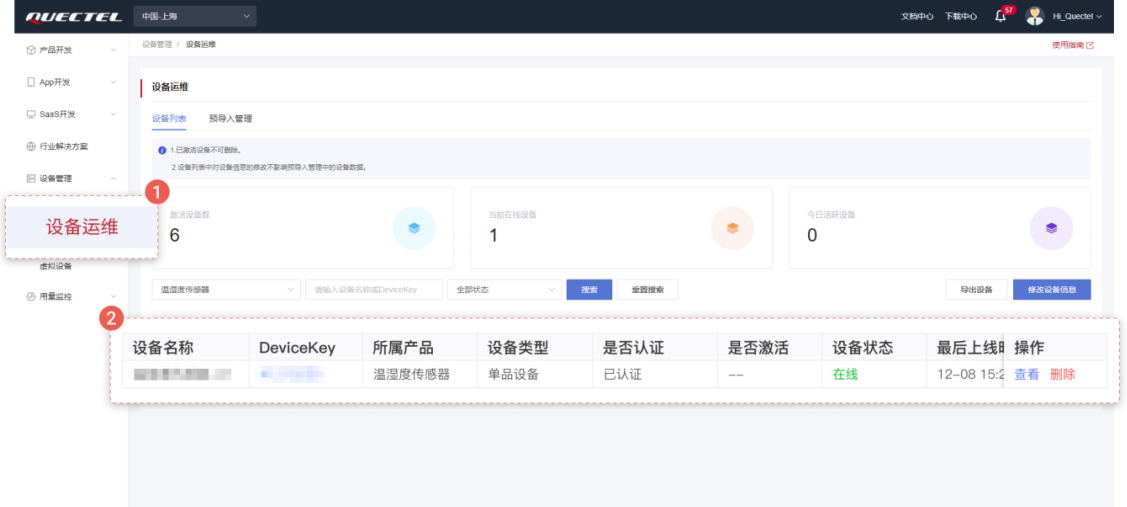 QUECTEL 中国-上海 文档中心 下载中心 57 Hi_Quectel
产品开发
设备管理 / 设备运维 使用指南
App开发
设备运维
SaaS开发
设备列表 预导入管理
行业解决方案
1.已激活设备不可删除。
2.设备列表中对设备信息的修改不影响预导入管理中的设备数据。
设备管理
1
设备运维
激活设备数
6
当前在线设备
1
今日活跃设备
0
虚拟设备
用量监控
温湿度传感器 请输入设备名称或DeviceKey 全部状态 搜索 重置搜索 导出设备 修改设备信息
2
设备名称 DeviceKey 所属产品 设备类型 是否认证 是否激活 设备状态 最后上线 操作
温湿度传感器 单品设备 已认证 -- 在线 12-08 15:2 查看 删除